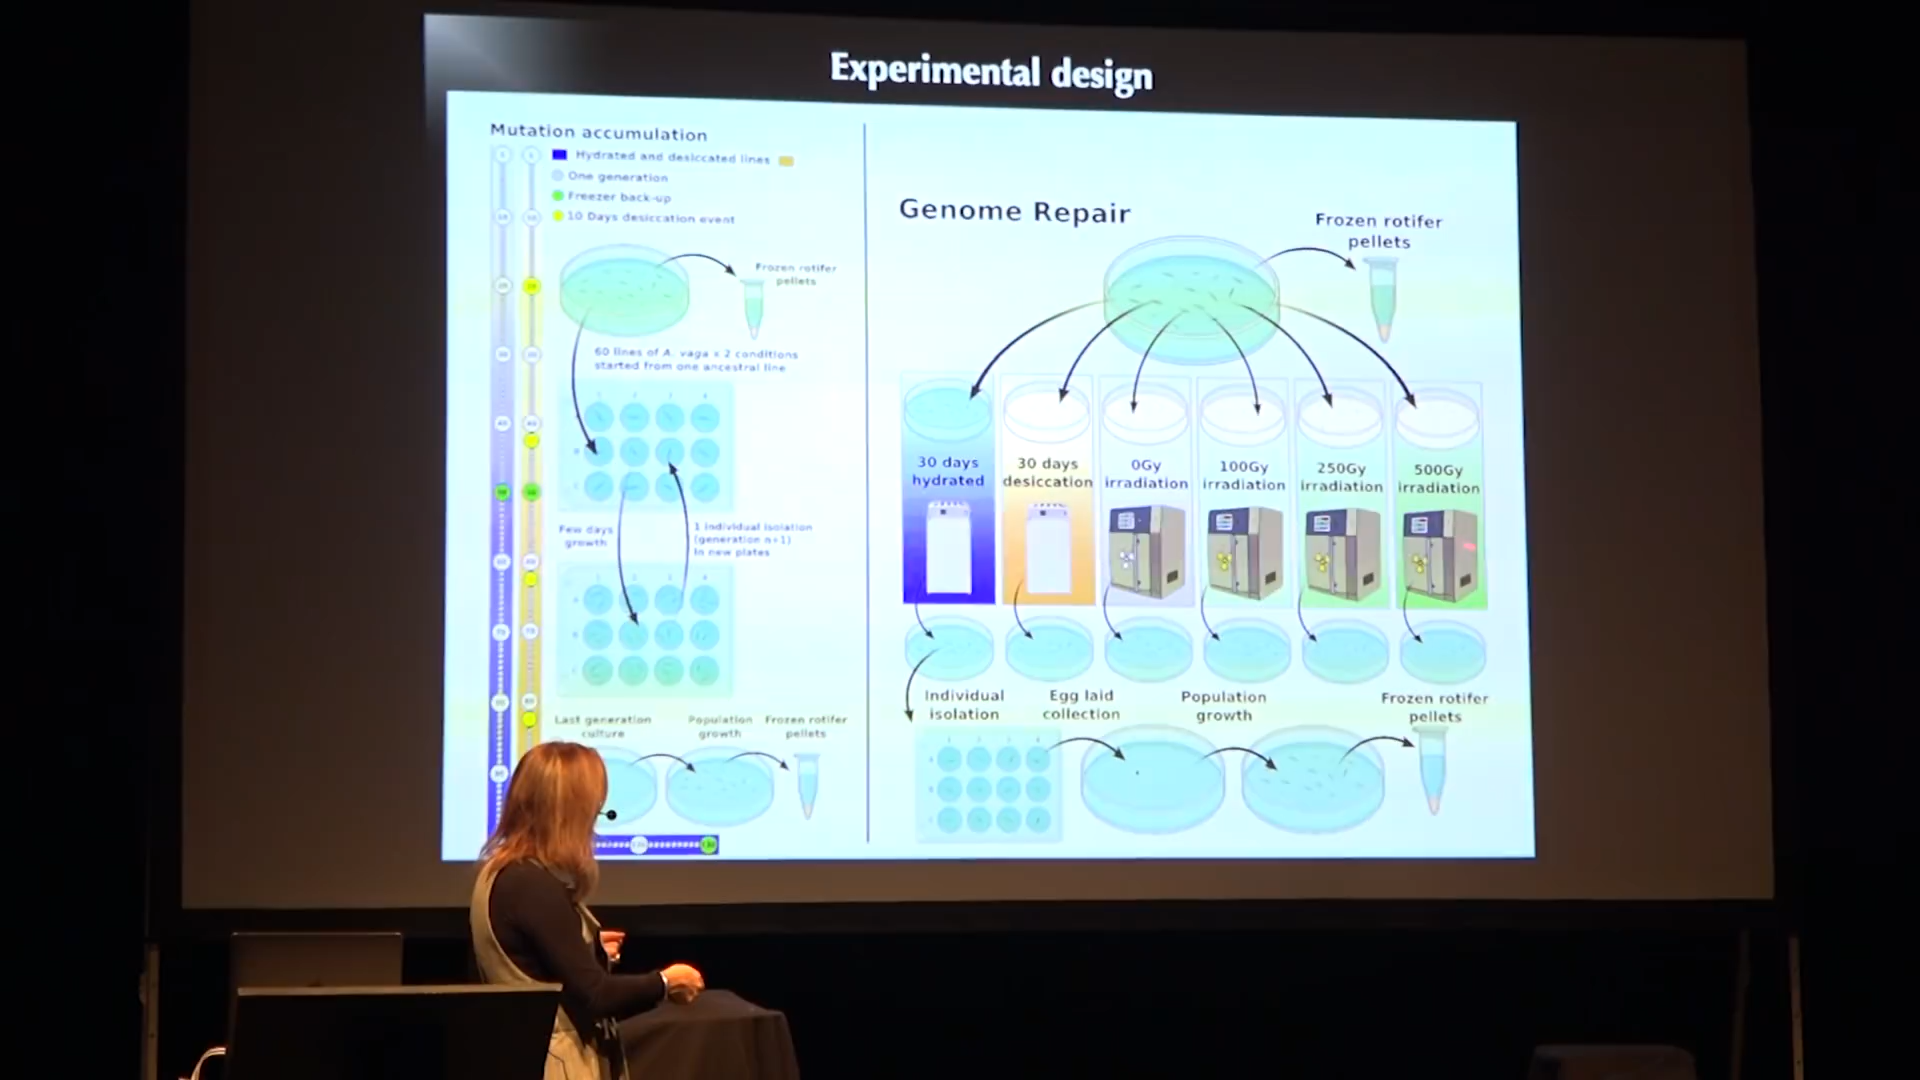 Experimental design
Mutation accumulation
Hydrated and desiccated lines
One generation
Freezer back-up
10 Days desiccation event
Frozen rotifer
pellets
60 lines of A. vaga x 2 conditions
started from one ancestral line
Few days
growth
1 individual isolation
(generation n+1)
in new plates
Last generation
culture
Population
growth
Frozen rotifer
pellets
Genome Repair
Frozen rotifer
pellets
30 days
hydrated
30 days
desiccation
0Gy
irradiation
100Gy
irradiation
250Gy
irradiation
500Gy
irradiation
Individual
isolation
Egg laid
collection
Population
growth
Frozen rotifer
pellets